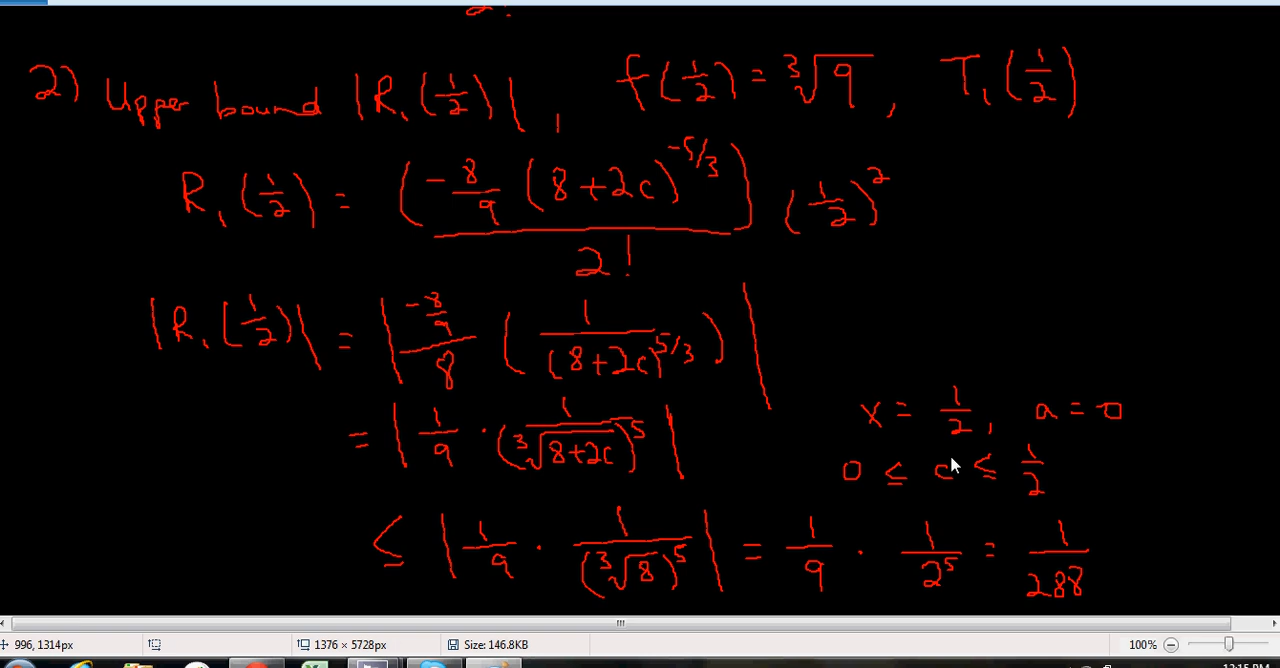 2) Upper bound |R₁(1/2)|, f(1/2) = ∛9, T₁(1/2)
R₁(1/2) = (-8/9 (8+2c)^(-5/3)) / 2! (1/2)²
|R₁(1/2)| = |(-8/9)/8 (1/(8+2c)^(5/3))|
= |1/9 · 1/(∛(8+2c))⁵|
x = 1/2, a = 0
0 ≤ c ≤ 1/2
≤ |1/9 · 1/(∛8)⁵| = 1/9 · 1/2⁵ = 1/288
996, 1314px 1376 × 5728px Size: 146.8KB 100%
12:15 PM